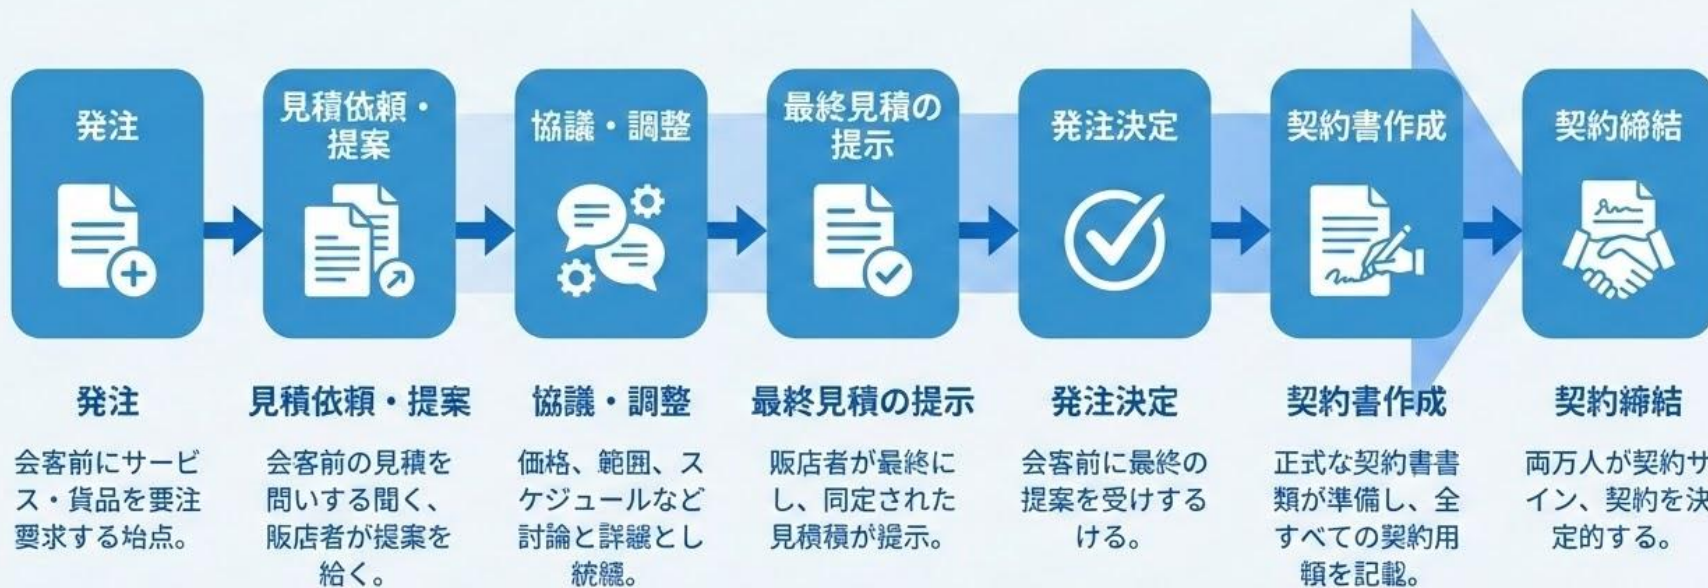 発注
見積依頼・
提案
協議・調整
最終見積の
提示
発注決定
契約書作成
契約締結
発注
会客前にサービ
ス・貨品を要注
要求する始点。
見積依頼・提案
会客前の見積を
問いする聞く、
販店者が提案を
給く。
協議・調整
価格、範囲、ス
ケジュールなど
討論と詳
最終見積の提示
販店者が最終に
し、同定された
見積が提示。
発注決定
会客前に最終の
提案を受けする
ける。
契約書作成
正式な契約書書
類が準備し、全
すべての契約用
を記載。
契約締結
両万人が契約サ
イン、契約を決
定的する。